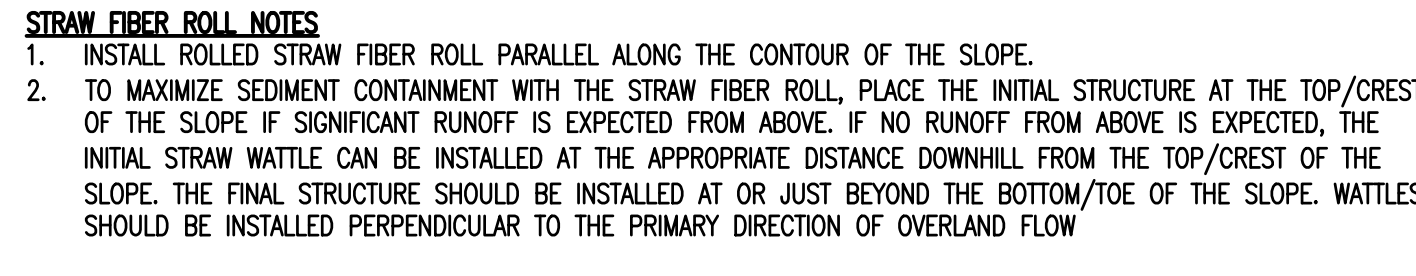 STRAW FIBER ROLL NOTES
1. INSTALL ROLLED STRAW FIBER ROLL PARALLEL ALONG THE CONTOUR OF THE SLOPE.
2. TO MAXIMIZE SEDIMENT CONTAINMENT WITH THE STRAW FIBER ROLL, PLACE THE INITIAL STRUCTURE AT THE TOP/CREST
OF THE SLOPE IF SIGNIFICANT RUNOFF IS EXPECTED FROM ABOVE. IF NO RUNOFF FROM ABOVE IS EXPECTED, THE
INITIAL STRAW WATTLE CAN BE INSTALLED AT THE APPROPRIATE DISTANCE DOWNHILL FROM THE TOP/CREST OF THE
SLOPE. THE FINAL STRUCTURE SHOULD BE INSTALLED AT OR JUST BEYOND THE BOTTOM/TOE OF THE SLOPE. WATTLES
SHOULD BE INSTALLED PERPENDICULAR TO THE PRIMARY DIRECTION OF OVERLAND FLOW